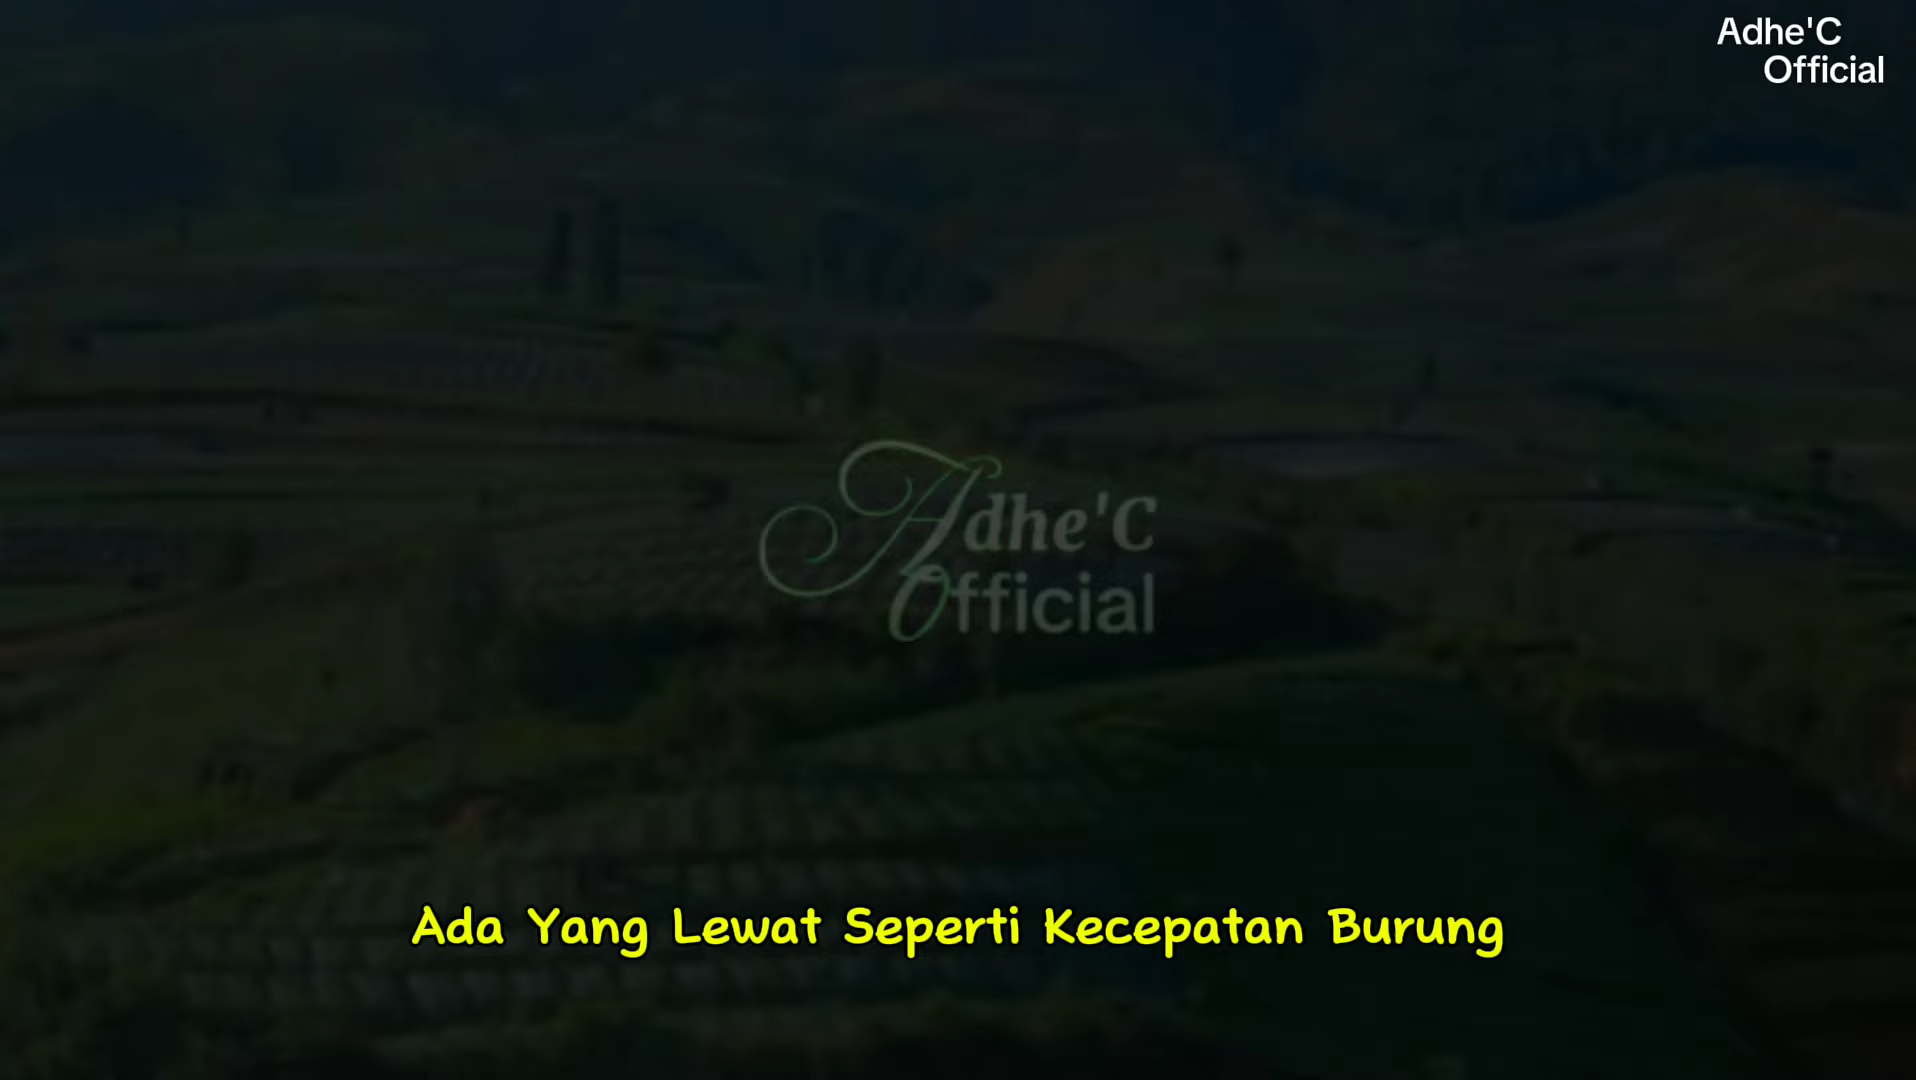 Adhe'C
Official
Adhe'C
Official
Ada Yang Lewat Seperti Kecepatan Burung